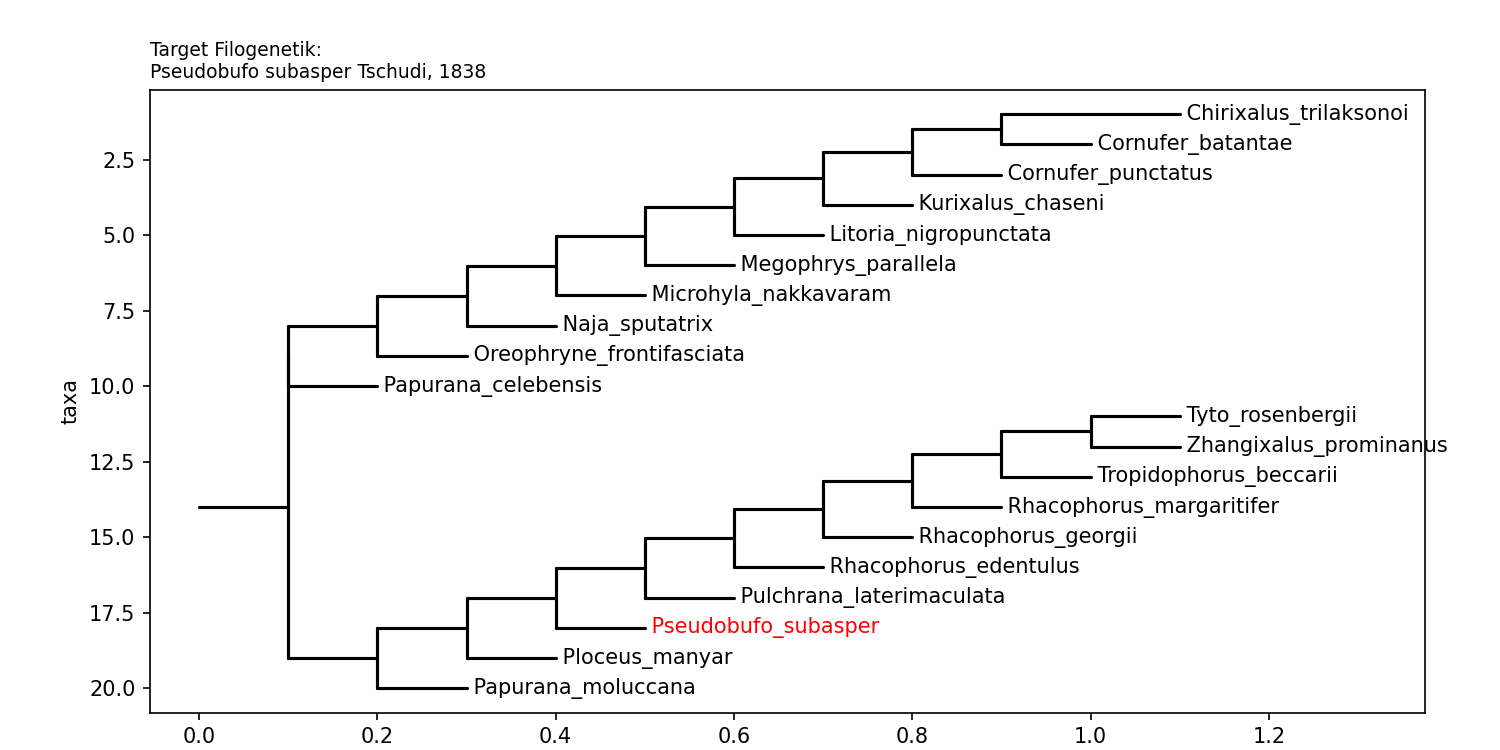 Target Filogenetik:
Pseudobufo subasper Tschudi, 1838
Chirixalus_trilaksonoi
Cornufer_batantae
2.5
Cornufer_punctatus
Kurixalus_chaseni
5.0
Litoria_nigropunctata
Megophrys_parallela
Microhyla_nakkavaram
7.5
Naja_sputatrix
Oreophryne_frontifasciata
10.0
Papurana_celebensis
taxa
Tyto_rosenbergii
Zhangixalus_prominanus
12.5
Tropidophorus_beccarii
Rhacophorus_margaritifer
15.0
Rhacophorus_georgii
Rhacophorus_edentulus
Pulchrana_laterimaculata
17.5
Pseudobufo_subasper
Ploceus_manyar
20.0
Papurana_moluccana
0.0 0.2 0.4 0.6 0.8 1.0 1.2